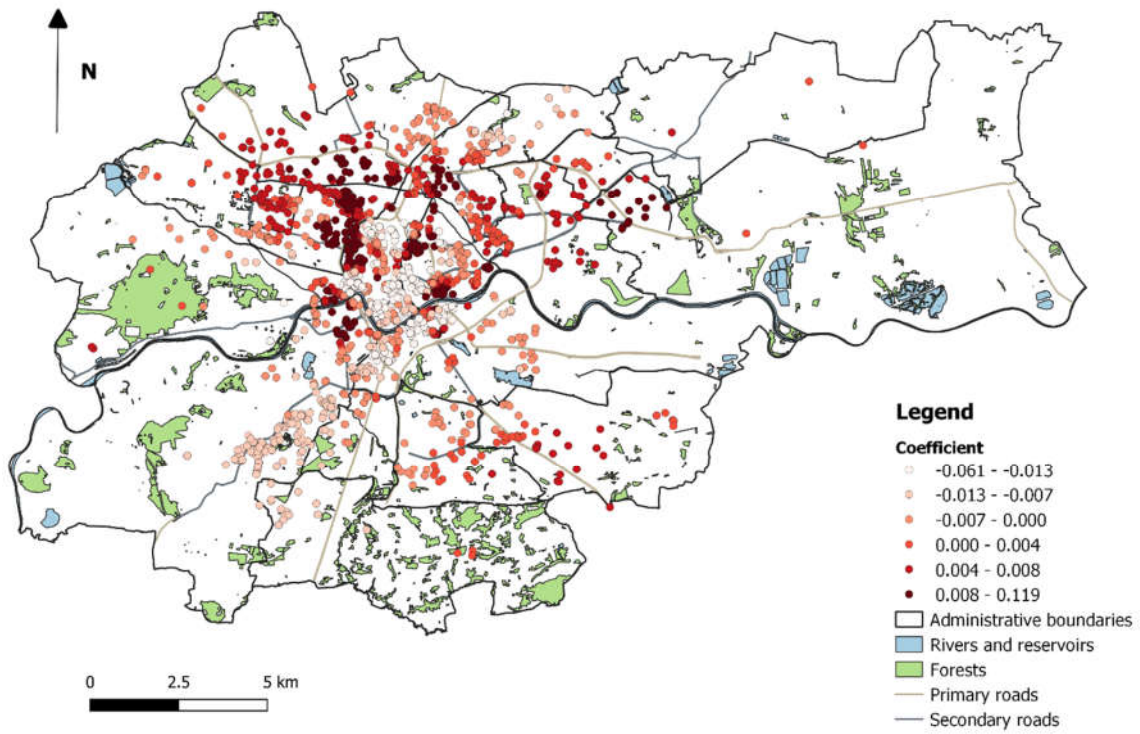 N
Legend
Coefficient
-0.061 - -0.013
-0.013 - -0.007
-0.007 - 0.000
0.000 - 0.004
0.004 - 0.008
0.008 - 0.119
Administrative boundaries
Rivers and reservoirs
Forests
Primary roads
Secondary roads
0 2.5 5 km